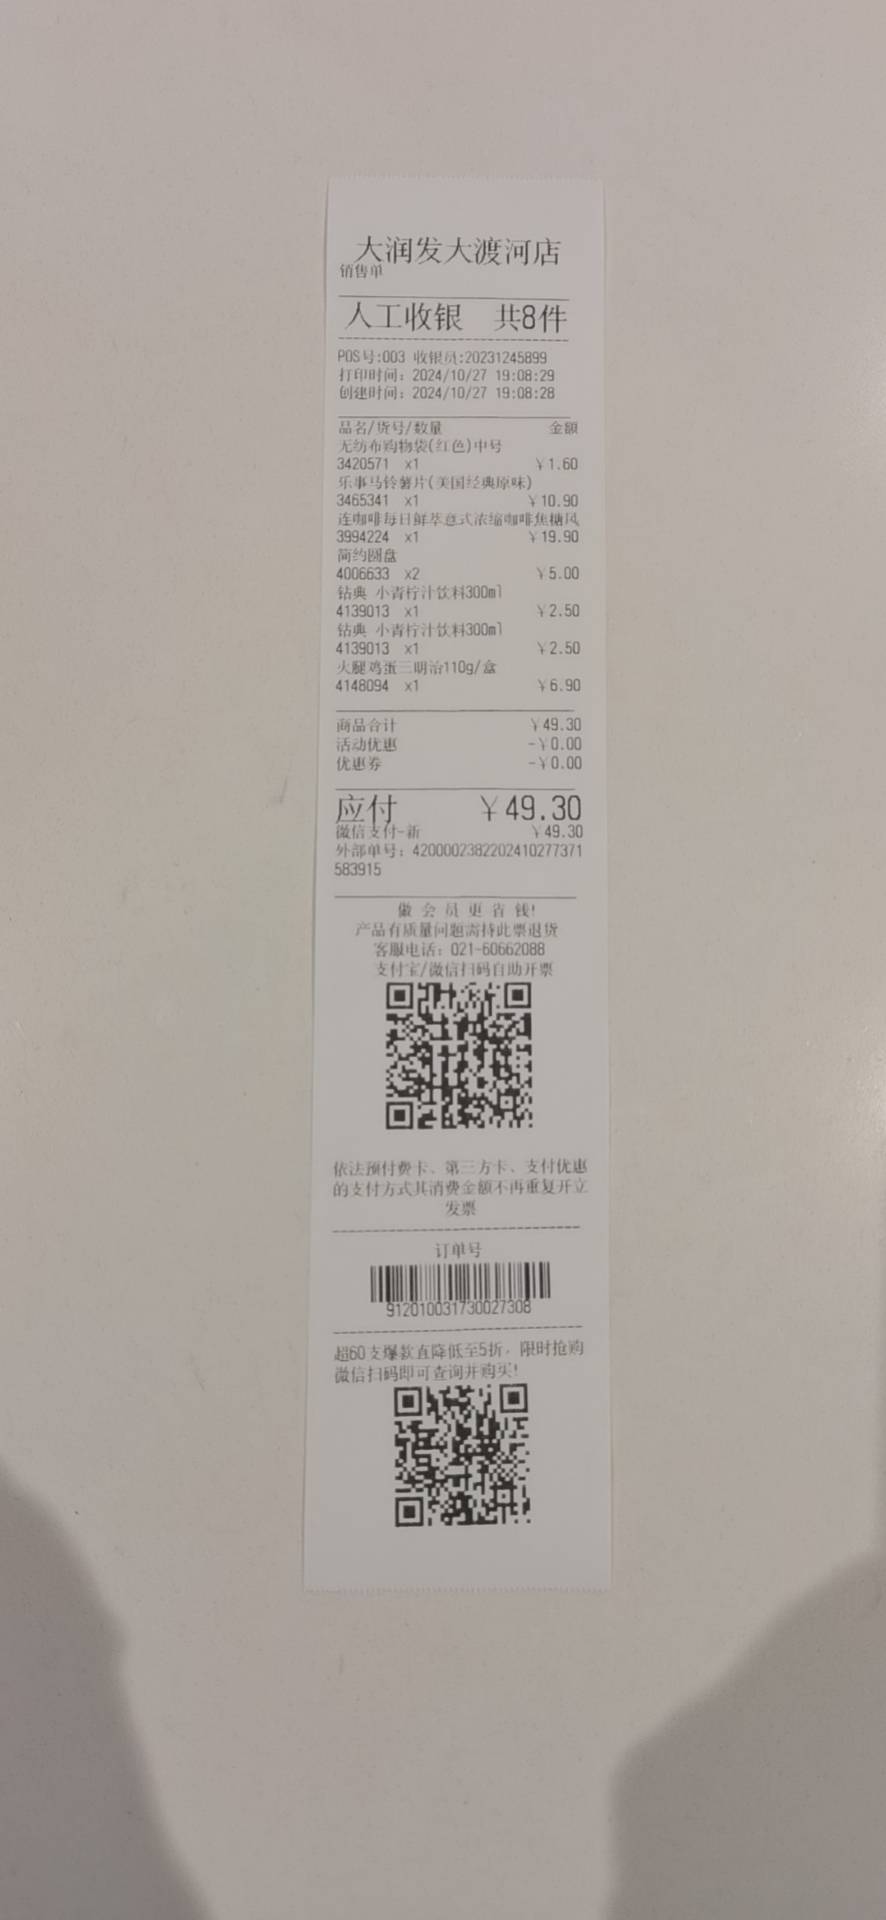 大润发大渡河店
销售单
人工收银 共8件
POS号:003 收银员:20231245899
打印时间: 2024/10/27 19:08:29
创建时间: 2024/10/27 19:08:28
品名/货号/数量 金额
无纺布购物袋(红色)中号
3420571 x1 ¥1.60
乐事马铃薯片(美国经典原味)
3465341 x1 ¥10.90
连咖啡每日鲜萃意式浓缩咖啡焦糖风
3994224 x1 ¥19.90
简约圆盘
4006633 x2 ¥5.00
钻典 小青柠汁饮料300ml
4139013 x1 ¥2.50
钻典 小青柠汁饮料300ml
4139013 x1 ¥2.50
火腿鸡蛋三明治110g/盒
4148094 x1 ¥6.90
商品合计 ¥49.30
活动优惠 -¥0.00
优惠券 -¥0.00
应付 ¥49.30
微信支付-新 ¥49.30
外部单号: 4200002382202410277371
583915
做会员更省钱!
产品有质量问题需持此票退货
客服电话: 021-60662088
支付宝/微信扫码自助开票
依法预付费卡、第三方卡、支付优惠
的支付方式其消费金额不再重复开立
发票
订单号
912010031730027308
超60支爆款直降低至5折，限时抢购
微信扫码即可查询并购买!